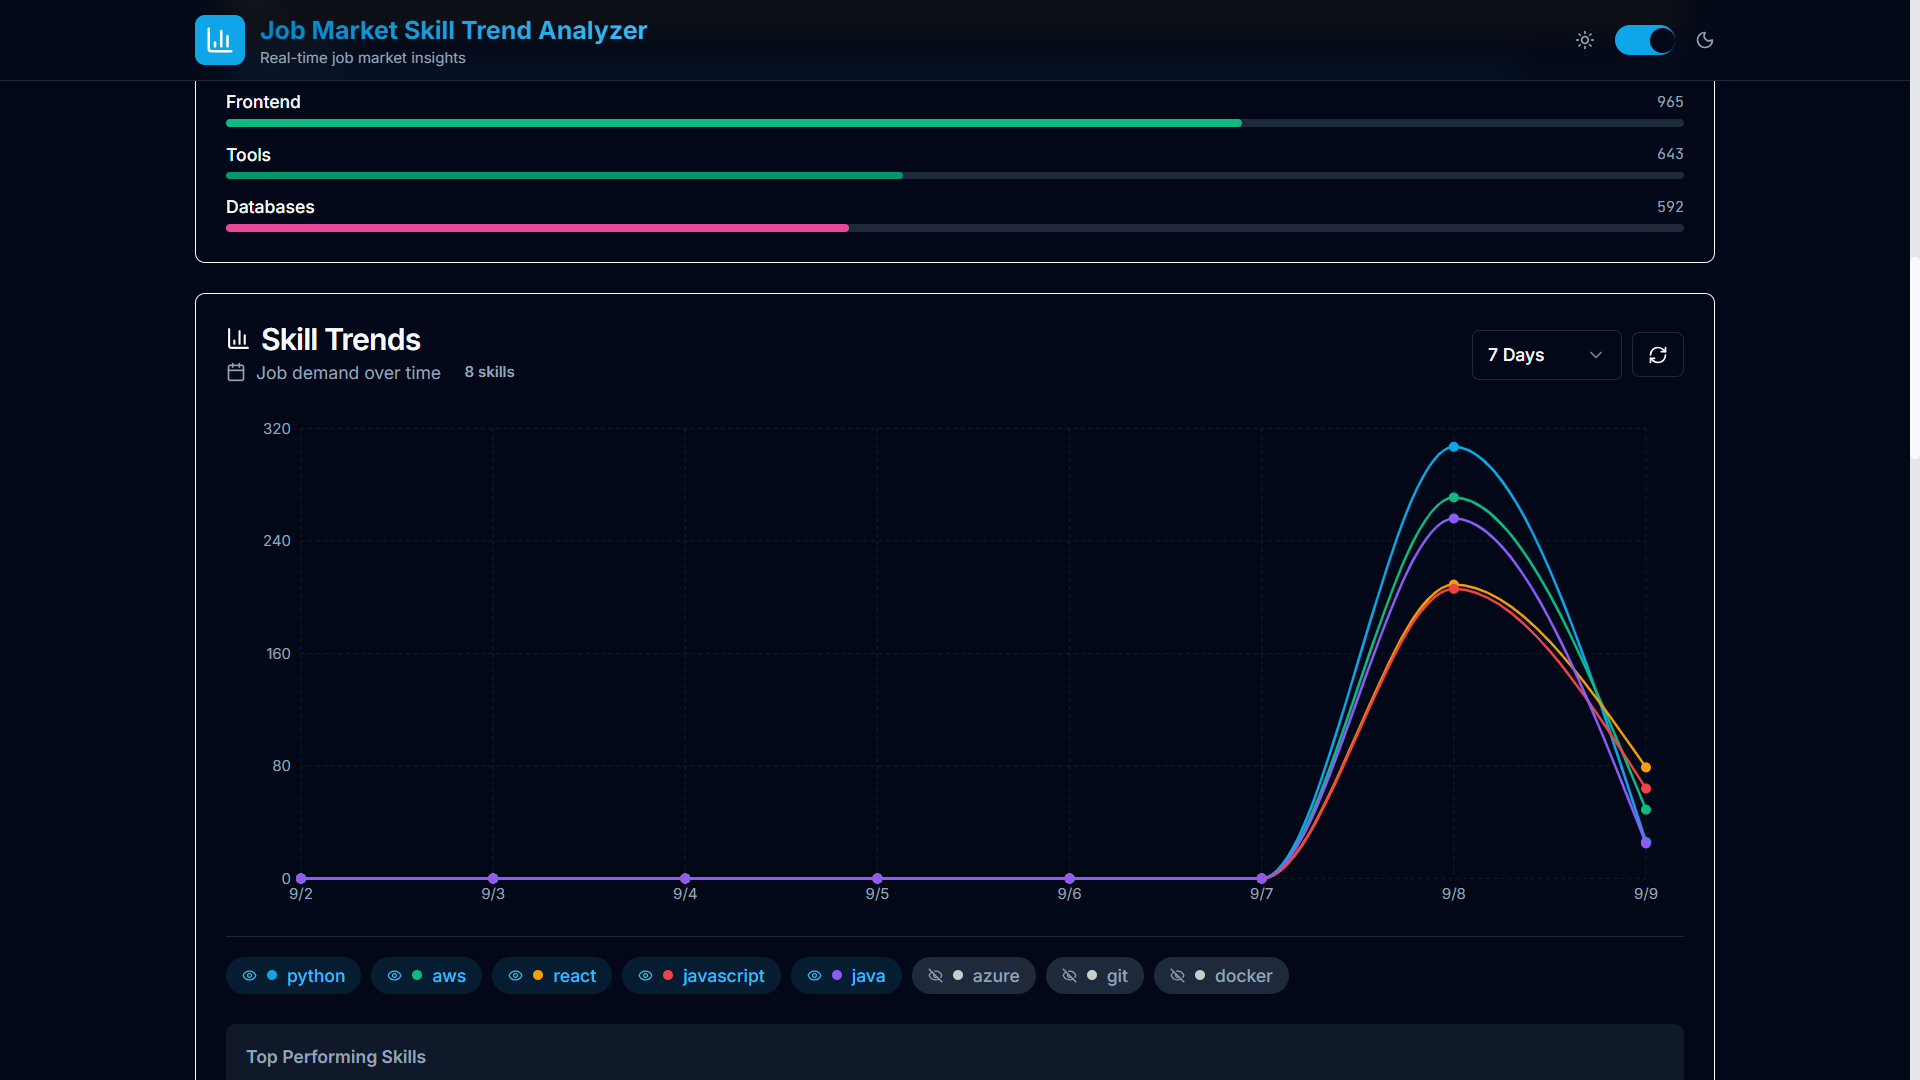 Job Market Skill Trend Analyzer
Real-time job market insights
Frontend 965
Tools 643
Databases 592
Skill Trends
Job demand over time 8 skills
7 Days
320
240
160
80
0
9/2 9/3 9/4 9/5 9/6 9/7 9/8 9/9
python aws react javascript java azure git docker
Top Performing Skills